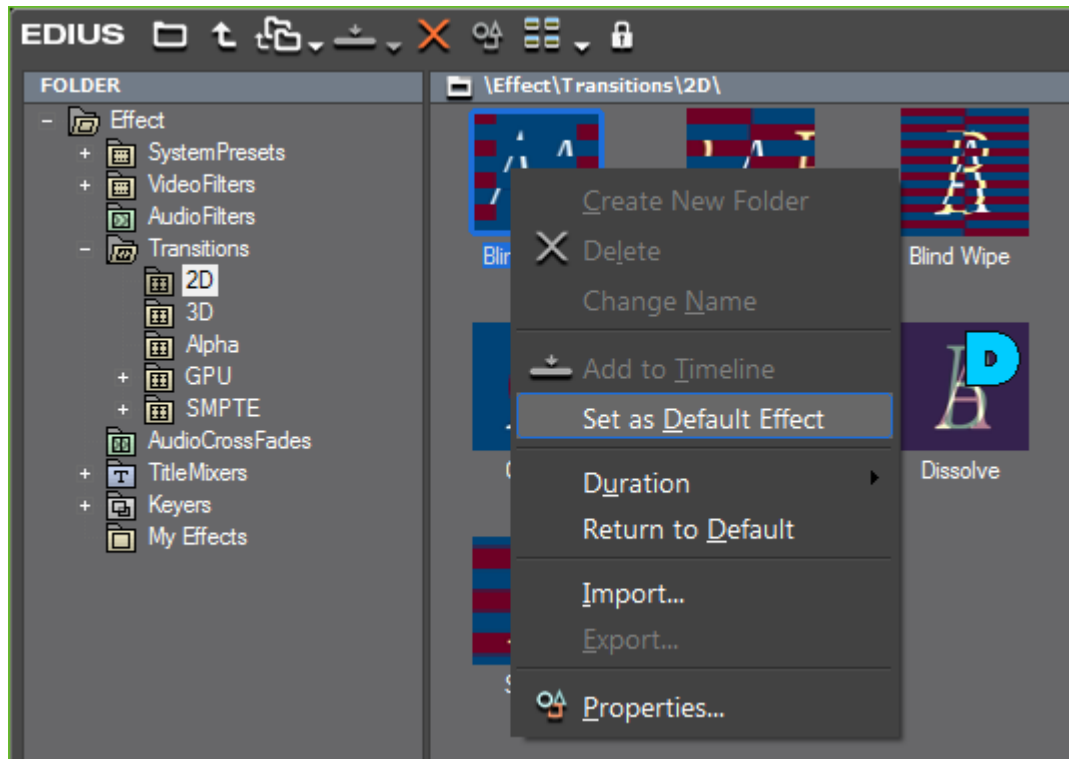 EDIUS
FOLDER
\Effect\Transitions\2D\
Effect
SystemPresets
VideoFilters
AudioFilters
Transitions
2D
3D
Alpha
GPU
SMPTE
AudioCrossFades
TitleMixers
Keyers
My Effects
Blind Wipe
D
Dissolve
Create New Folder
Delete
Change Name
Add to Timeline
Set as Default Effect
Duration
Return to Default
Import...
Export...
Properties...